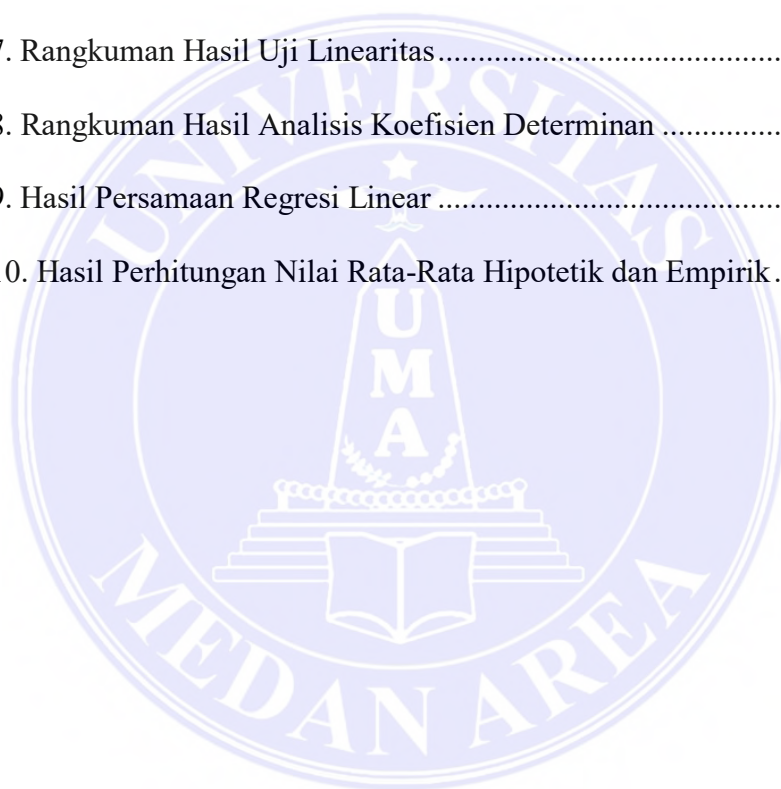 7. Rangkuman Hasil Uji Linearitas.......................................
8. Rangkuman Hasil Analisis Koefisien Determinan ...............
9. Hasil Persamaan Regresi Linear .......................................
0. Hasil Perhitungan Nilai Rata-Rata Hipotetik dan Empirik.
UNIVERSITAS
U
M
A
MEDAN AREA